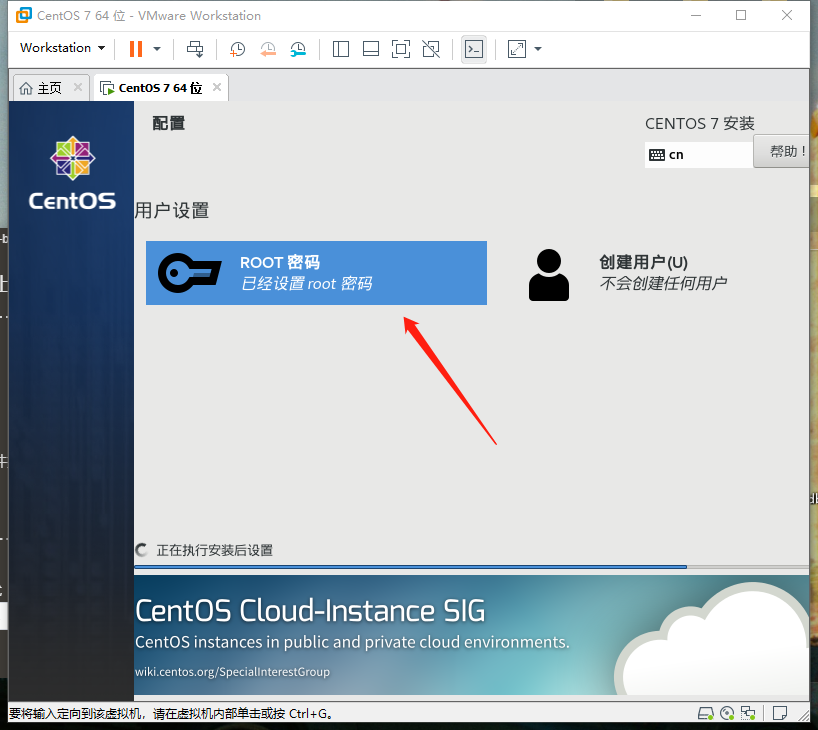 CentOS 7 64 位 - VMware Workstation
Workstation
主页
CentOS 7 64 位
CentOS
配置
CENTOS 7 安装
cn
帮助！
用户设置
ROOT 密码
已经设置 root 密码
创建用户(U)
不会创建任何用户
正在执行安装后设置
CentOS Cloud-Instance SIG
CentOS instances in public and private cloud environments.
wiki.centos.org/SpecialInterestGroup
要将输入定向到该虚拟机，请在虚拟机内部单击或按 Ctrl+G。